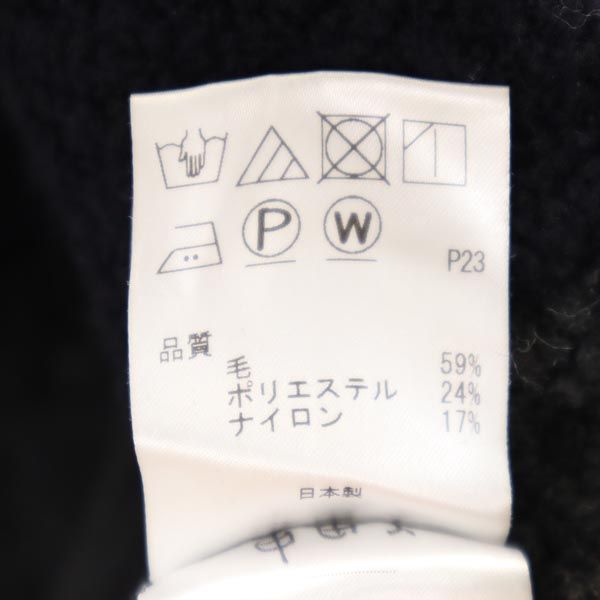 P W
P23
品質
毛 59%
ポリエステル 24%
ナイロン 17%
日本製